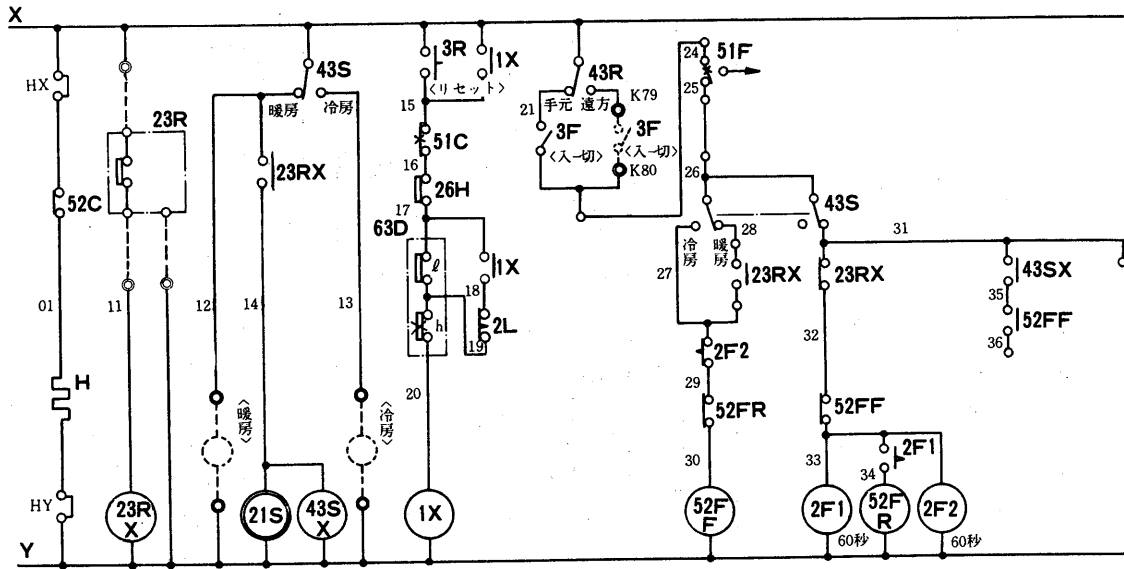 X
HX
52C
01
H
HY
Y
23R
11
23R
X
43S
暖房
冷房
12
14
13
23RX
<暖房>
21S
43S
X
<冷房>
3R
<リセット>
1X
15
51C
16
26H
17
63D
ℓ
h
1X
18
2L
19
20
1X
43R
手元
遠方
21
3F
<入-切>
K79
3F
<入-切>
K80
24
51F
25
26
43S
冷房
暖房
28
27
23RX
2F2
29
52FR
30
52F
F
31
23RX
32
52FF
33
34
2F1
2F1
60秒
52F
R
2F2
60秒
43SX
35
52FF
36